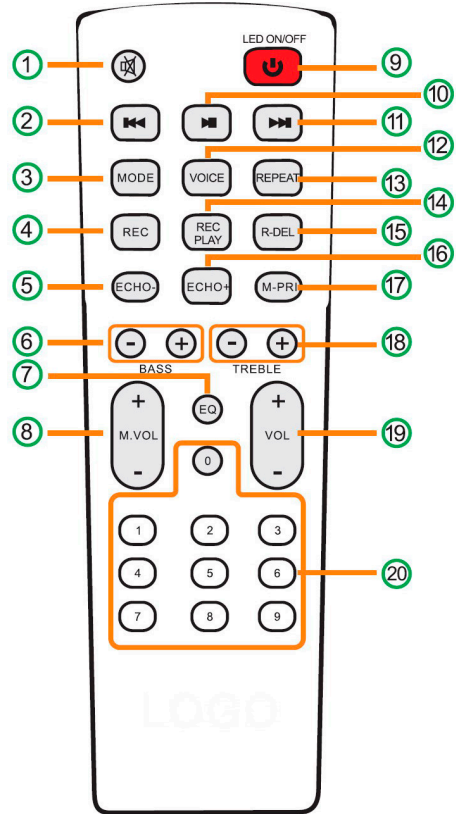 LED ON/OFF
1
9
10
2
11
12
3
MODE
VOICE
REPEAT
13
14
4
REC
REC
PLAY
R-DEL
15
16
5
ECHO-
ECHO+
M-PRI
17
6
-
+
-
+
18
BASS
TREBLE
7
EQ
+
+
8
M.VOL
VOL
19
-
-
0
1
2
3
4
5
6
20
7
8
9
LOGO